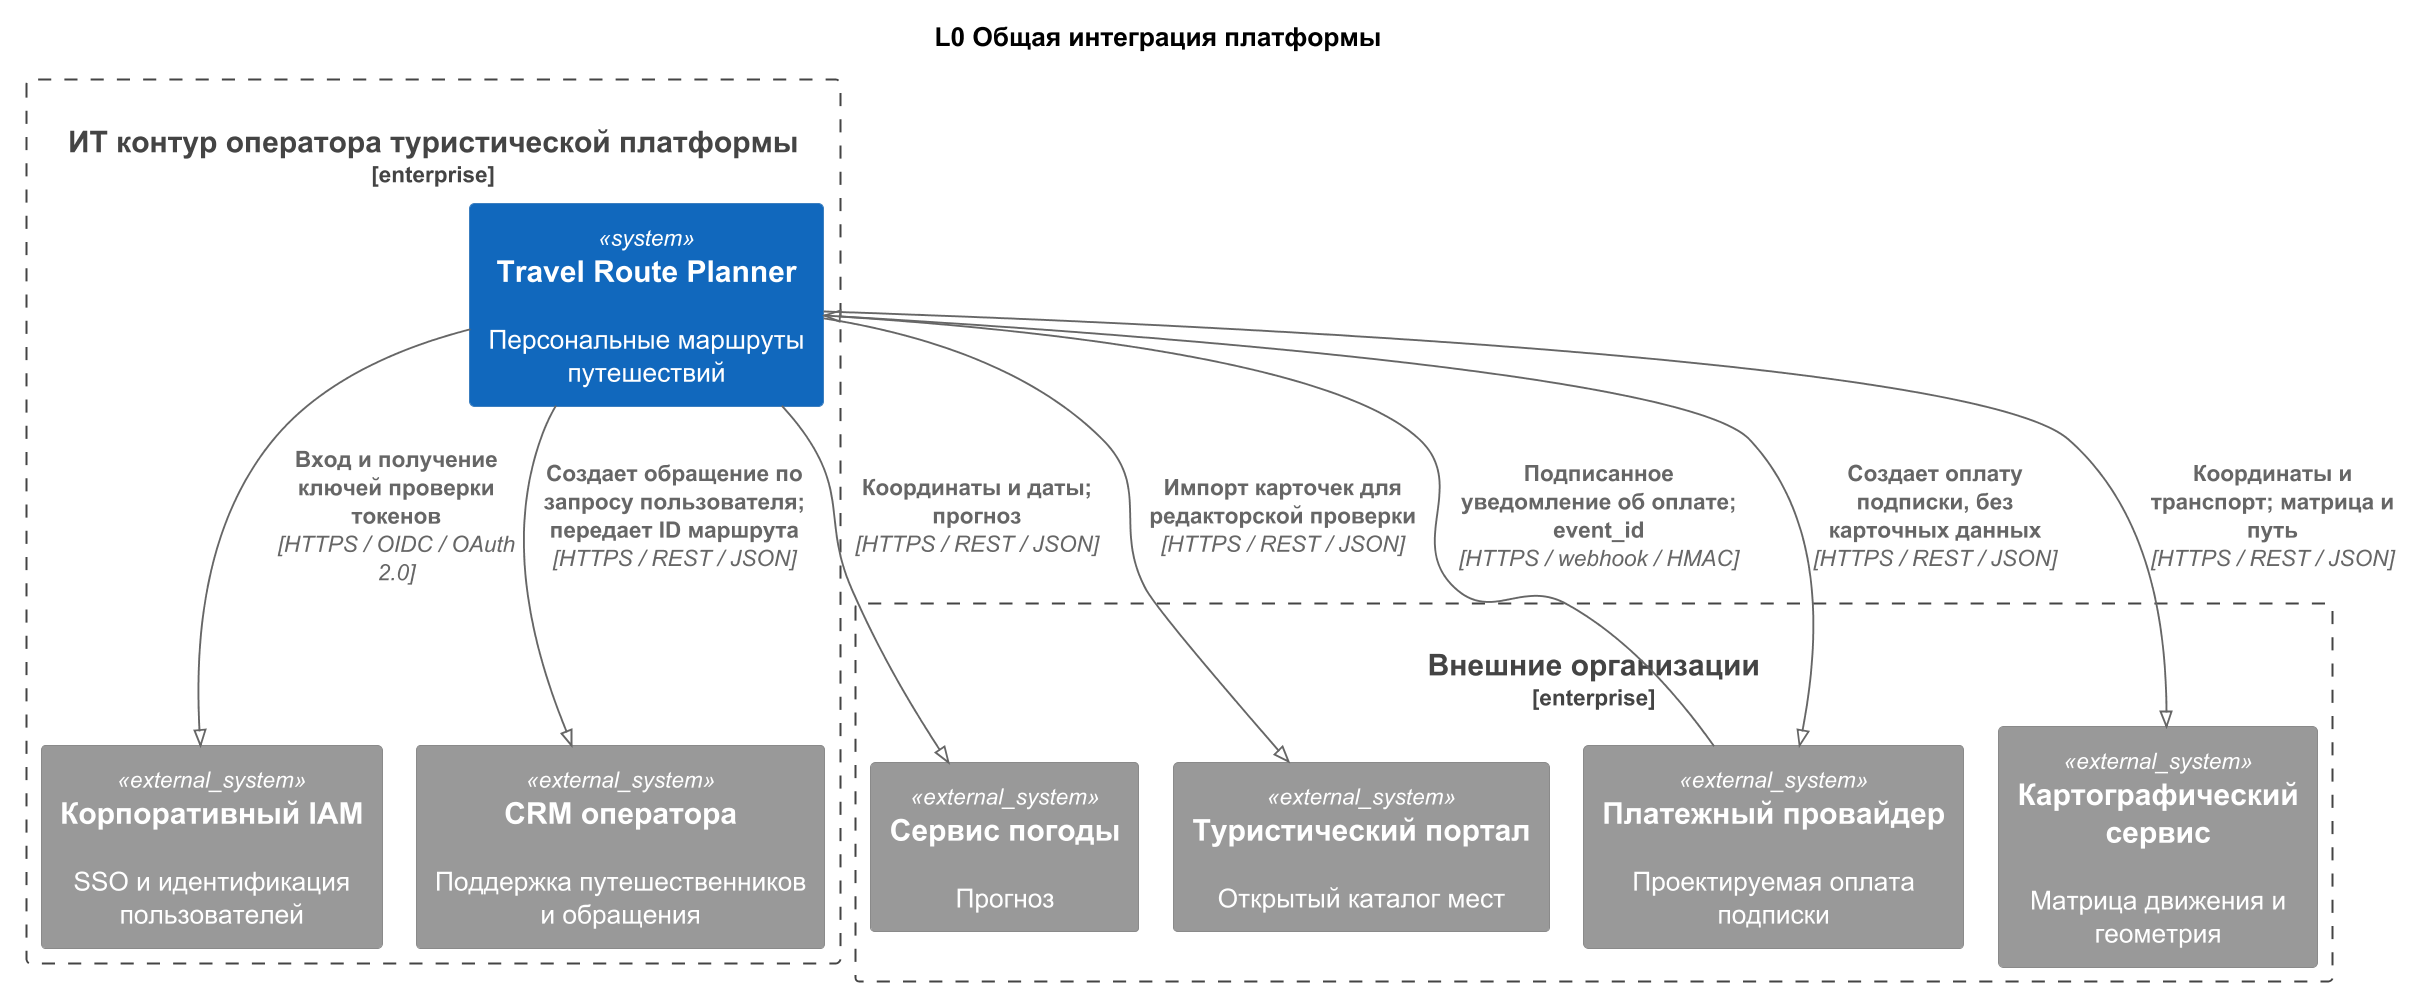 L0 Общая интеграция платформы
ИТ контур оператора туристической платформы
[enterprise]
«system»
Travel Route Planner
Персональные маршруты
путешествий
Вход и получение
ключей проверки
токенов
[HTTPS / OIDC / OAuth
2.0]
Создает обращение по
запросу пользователя;
передает ID маршрута
[HTTPS / REST / JSON]
Координаты и даты;
прогноз
[HTTPS / REST / JSON]
Импорт карточек для
редакторской проверки
[HTTPS / REST / JSON]
Подписанное
уведомление об оплате;
event_id
[HTTPS / webhook / HMAC]
Создает оплату
подписки, без
карточных данных
[HTTPS / REST / JSON]
Координаты и
транспорт; матрица и
путь
[HTTPS / REST / JSON]
Внешние организации
[enterprise]
«external_system»
Корпоративный IAM
SSO и идентификация
пользователей
«external_system»
CRM оператора
Поддержка путешественников
и обращения
«external_system»
Сервис погоды
Прогноз
«external_system»
Туристический портал
Открытый каталог мест
«external_system»
Платежный провайдер
Проектируемая оплата
подписки
«external_system»
Картографический
сервис
Матрица движения и
геометрия